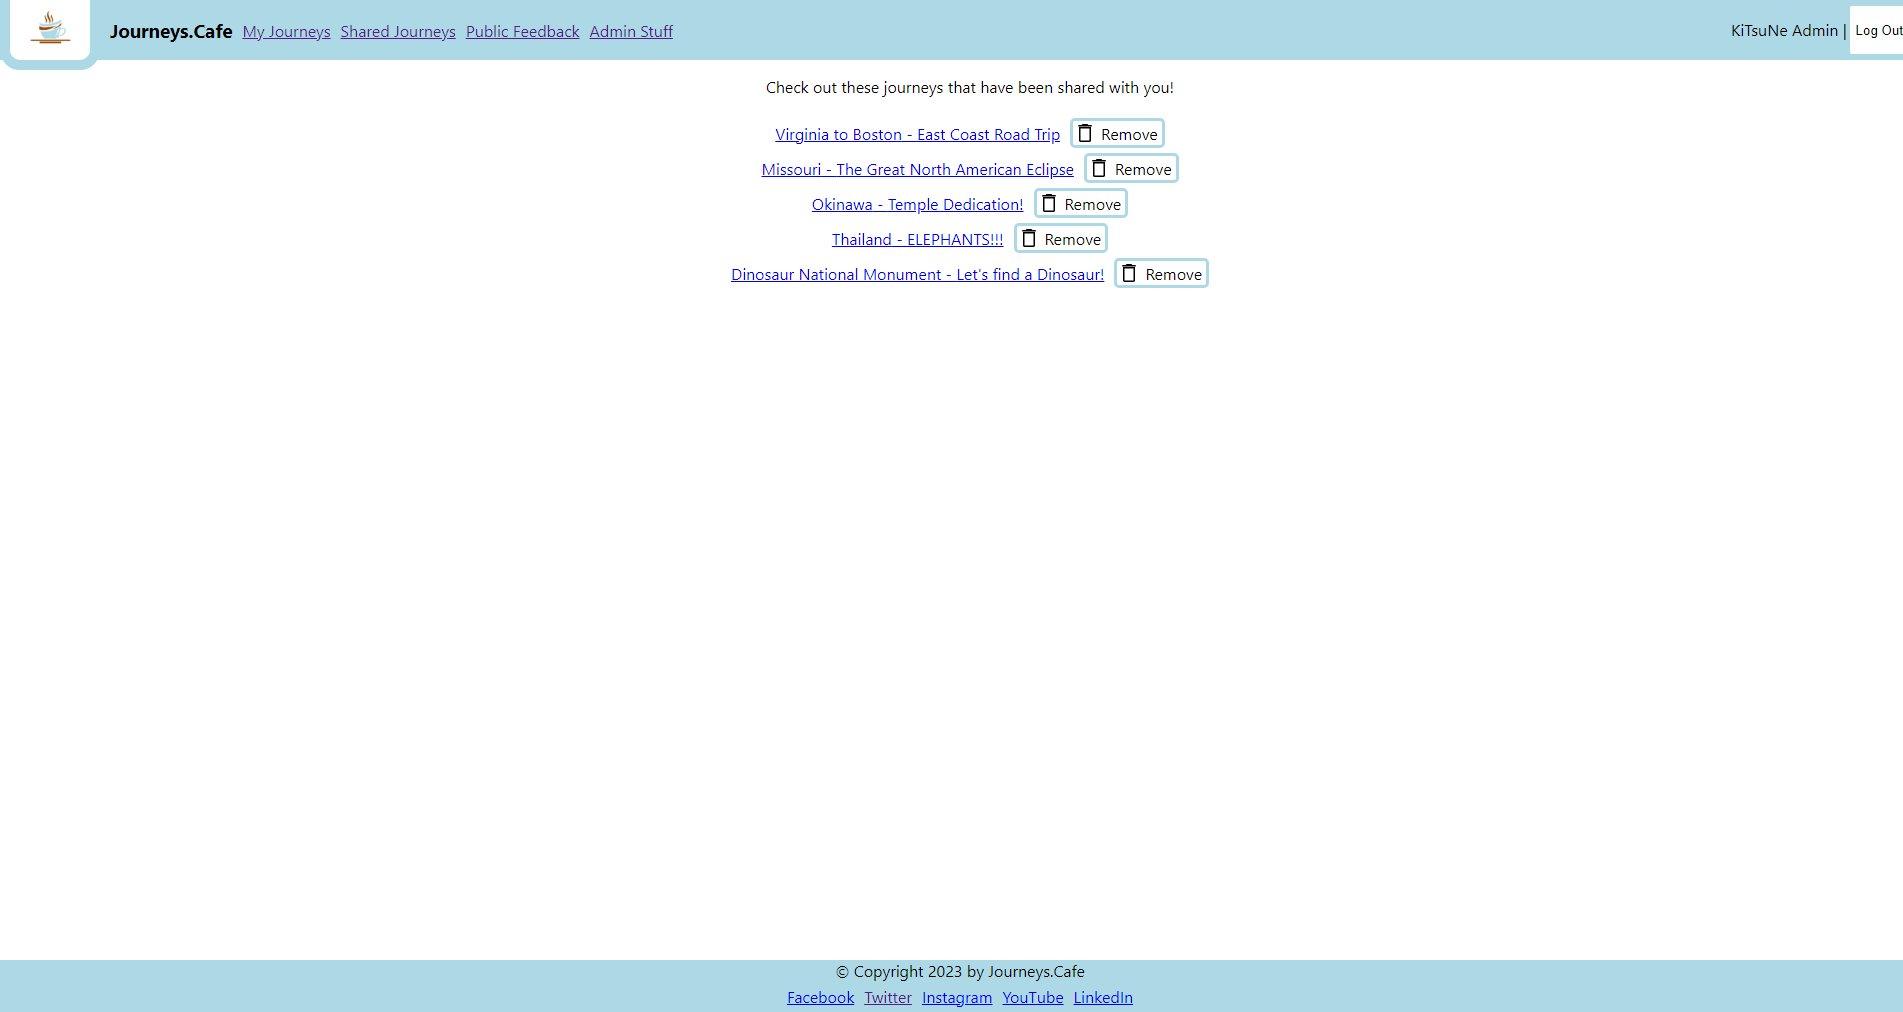 Journeys.Cafe My Journeys Shared Journeys Public Feedback Admin Stuff KiTsuNe Admin | Log Out
Check out these journeys that have been shared with you!
Virginia to Boston - East Coast Road Trip Remove
Missouri - The Great North American Eclipse Remove
Okinawa - Temple Dedication! Remove
Thailand - ELEPHANTS!!! Remove
Dinosaur National Monument - Let's find a Dinosaur! Remove
© Copyright 2023 by Journeys.Cafe
Facebook Twitter Instagram YouTube LinkedIn